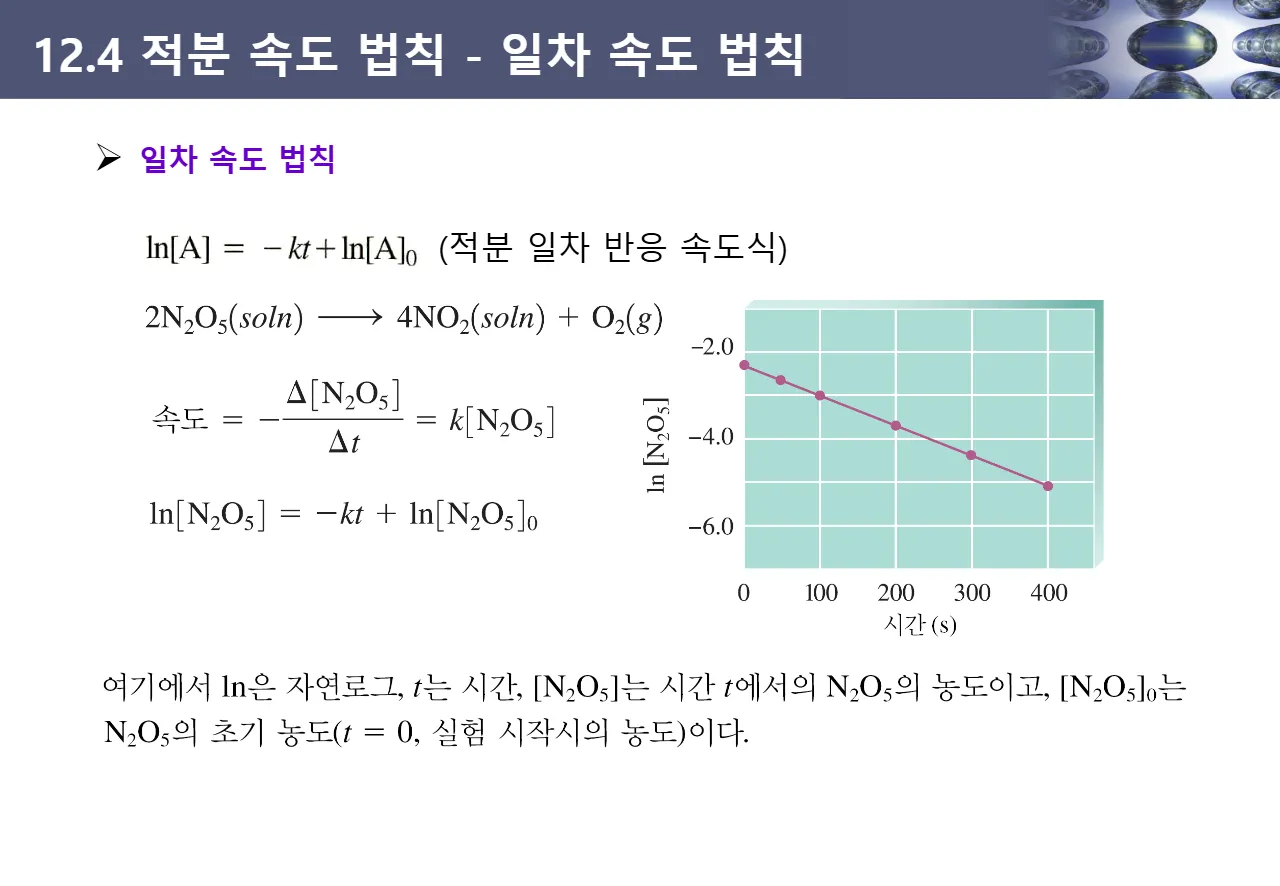 12.4 적분 속도 법칙 - 일차 속도 법칙
➢ 일차 속도 법칙
ln[A] = −kt+ln[A]₀ (적분 일차 반응 속도식)
2N₂O₅(soln) ⟶ 4NO₂(soln) + O₂(g)
속도 = −Δ[N₂O₅]/Δt = k[N₂O₅]
ln[N₂O₅] = −kt + ln[N₂O₅]₀
ln [N₂O₅]
−2.0
−4.0
−6.0
0 100 200 300 400
시간 (s)
여기에서 ln은 자연로그, t는 시간, [N₂O₅]는 시간 t에서의 N₂O₅의 농도이고, [N₂O₅]₀는
N₂O₅의 초기 농도(t = 0, 실험 시작시의 농도)이다.